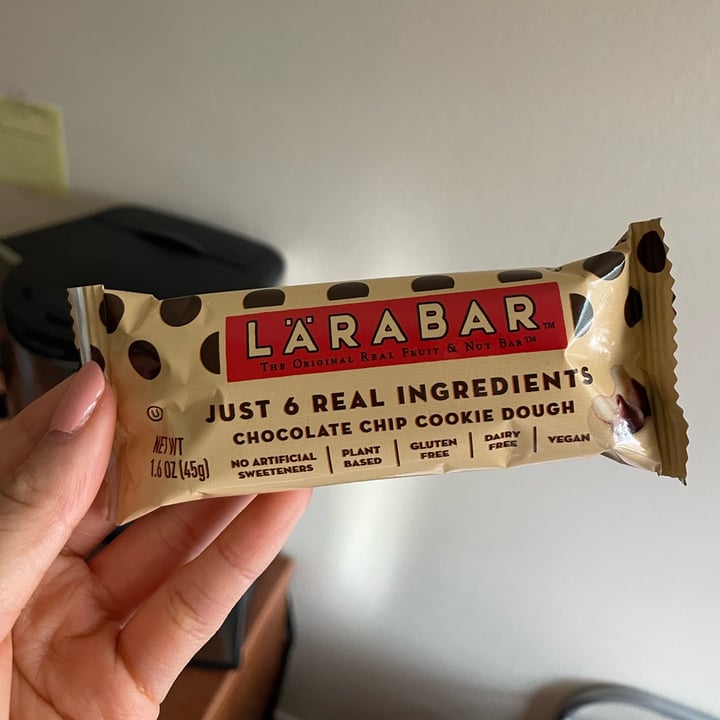 LÄRABAR™
The Original Real Fruit & Nut Bar™
JUST 6 REAL INGREDIENTS
CHOCOLATE CHIP COOKIE DOUGH
U
NET WT
1.6 OZ (45g)
NO ARTIFICIAL
SWEETENERS
PLANT
BASED
GLUTEN
FREE
DAIRY
FREE
VEGAN